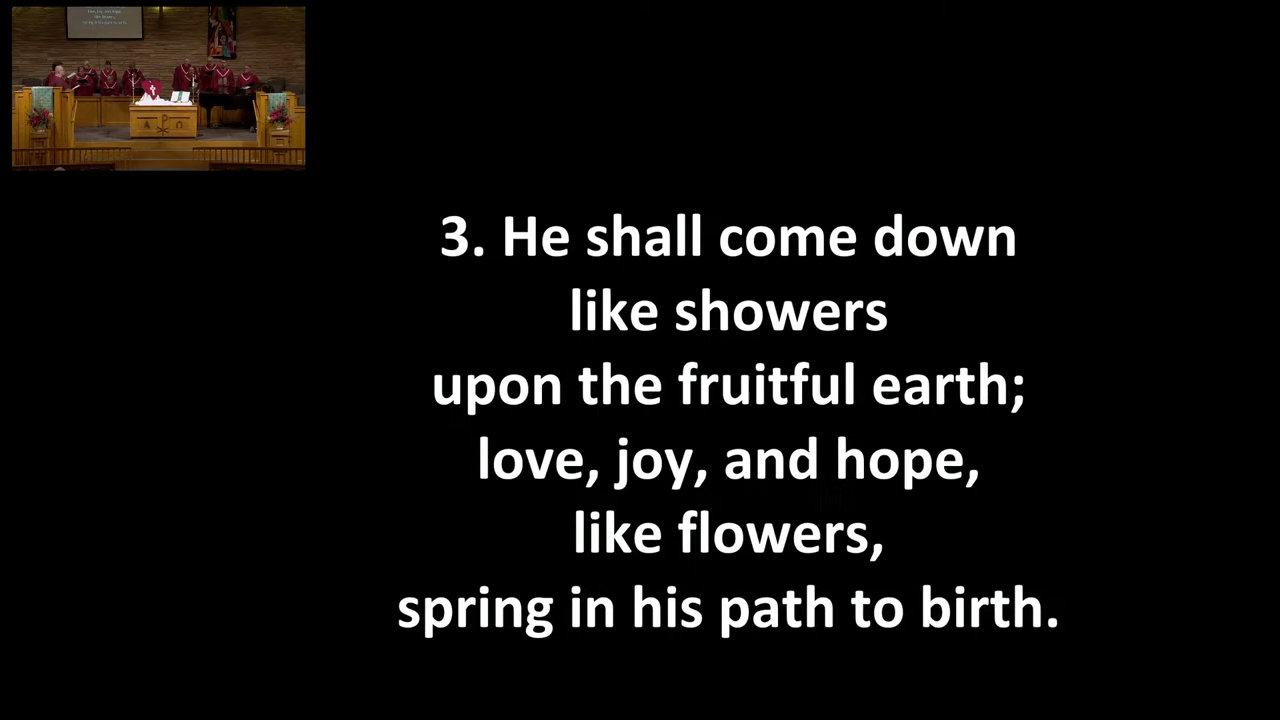 3. He shall come down
like showers
upon the fruitful earth;
love, joy, and hope,
like flowers,
spring in his path to birth.